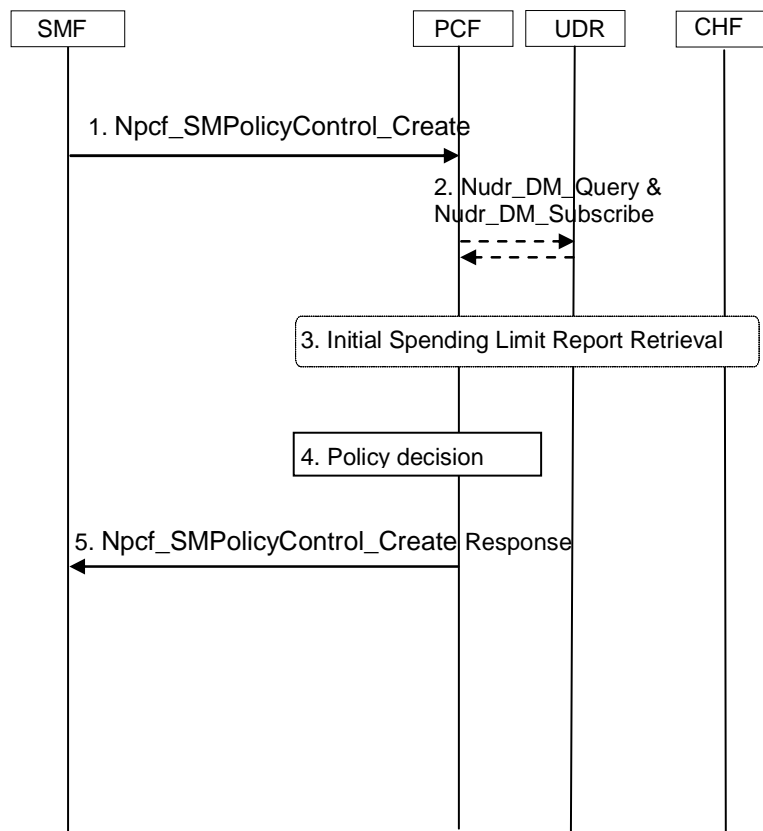 SMF
PCF
UDR
CHF
1. Npcf_SMPolicyControl_Create
2. Nudr_DM_Query &
Nudr_DM_Subscribe
3. Initial Spending Limit Report Retrieval
4. Policy decision
5. Npcf_SMPolicyControl_Create Response